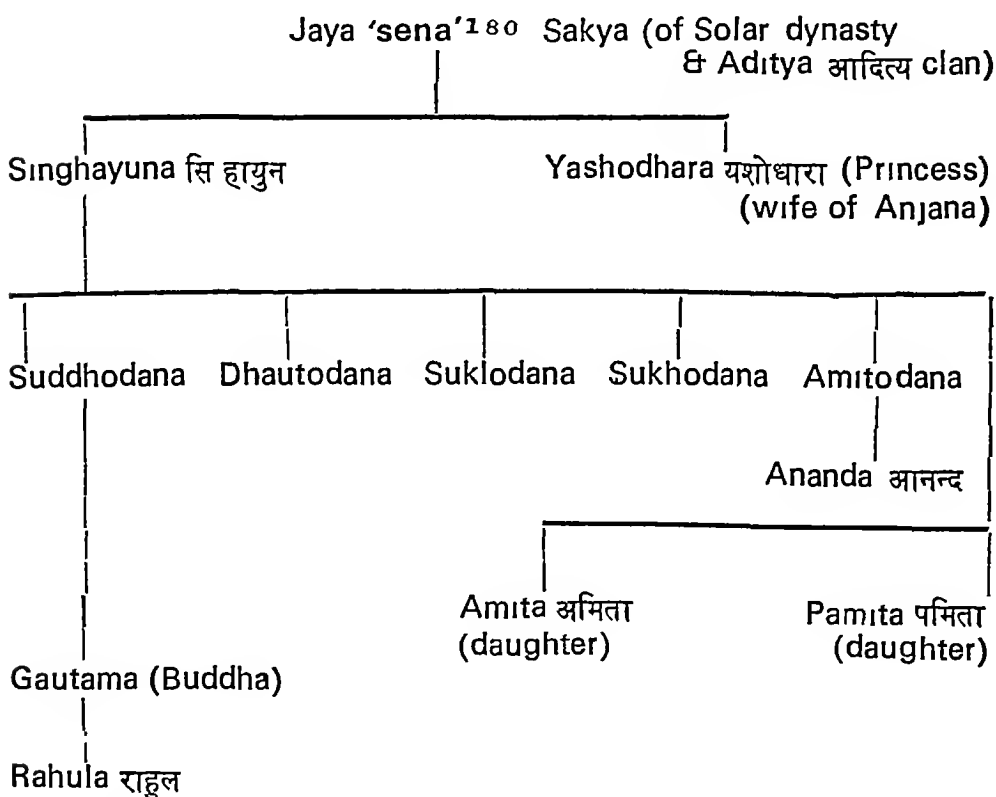 Jaya 'sena'180 Sakya (of Solar dynasty
& Aditya आदित्य clan)
Singhayuna सि हायुन
Yashodhara यशोधारा (Princess)
(wife of Anjana)
Suddhodana Dhautodana Suklodana Sukhodana Amitodana
Ananda आनन्द
Amita अमिता
(daughter)
Pamita पमिता
(daughter)
Gautama (Buddha)
Rahula राहुल